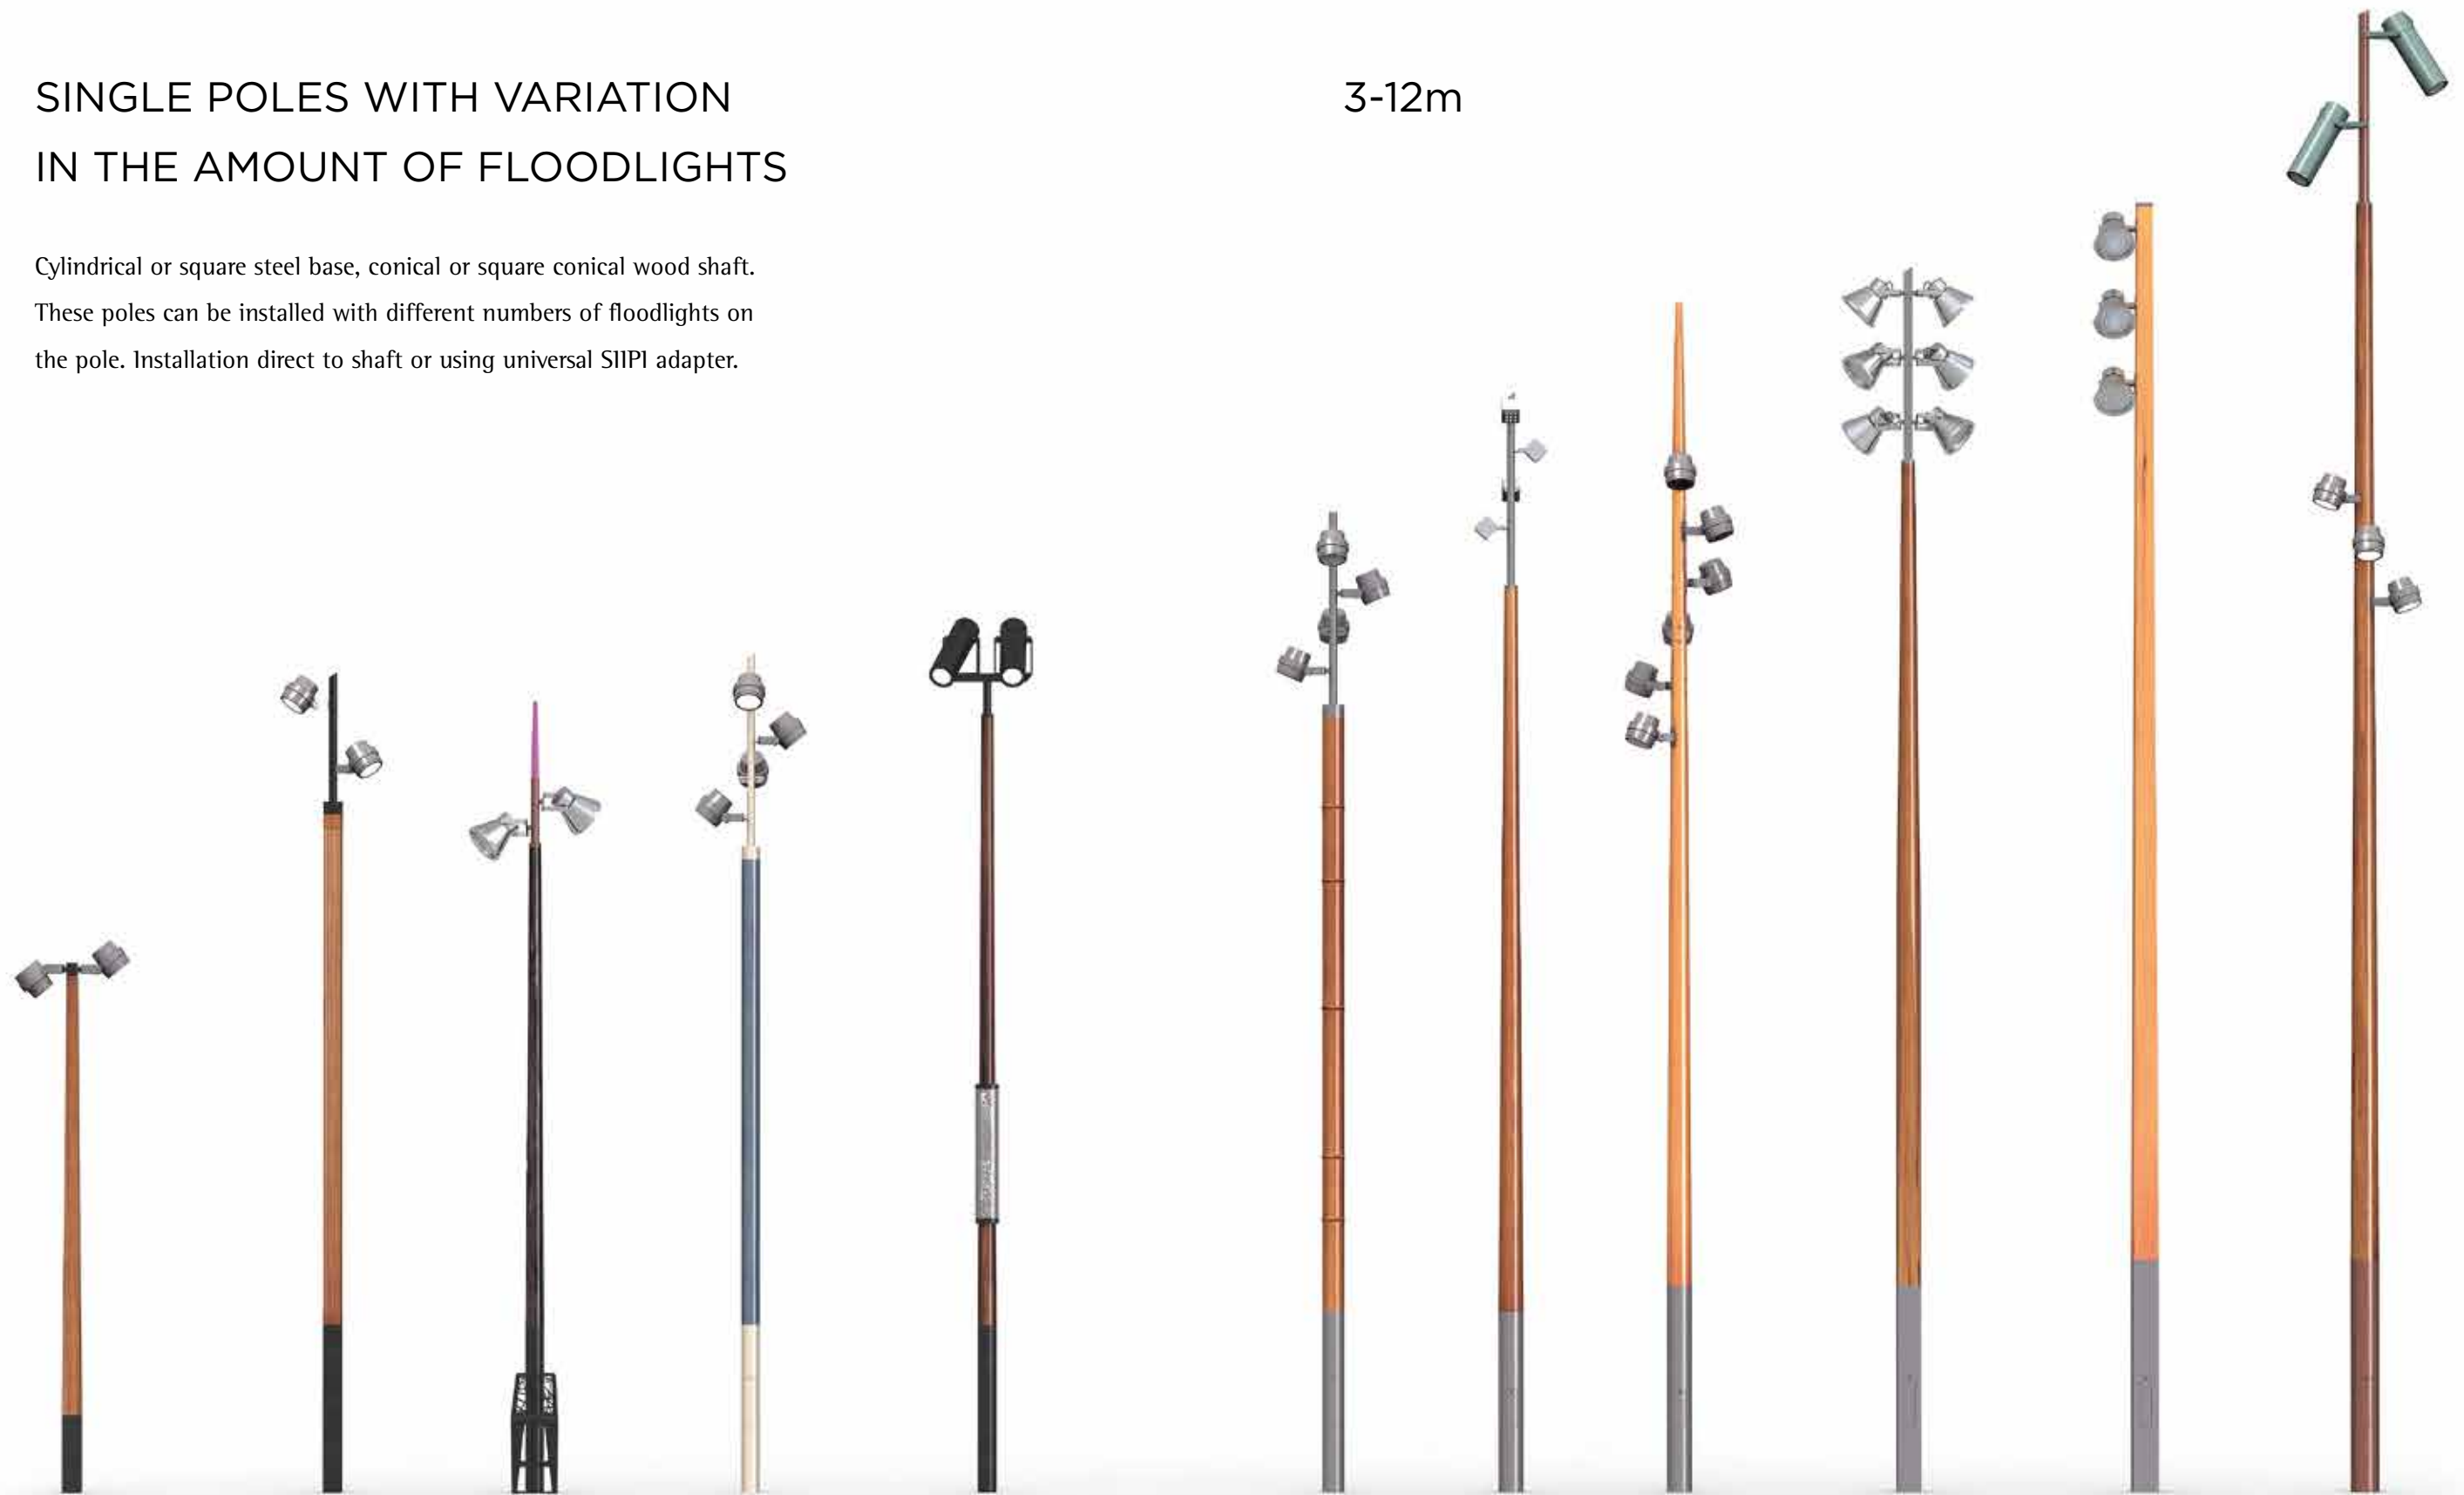 SINGLE POLES WITH VARIATION
IN THE AMOUNT OF FLOODLIGHTS
3-12m
Cylindrical or square steel base, conical or square conical wood shaft.
These poles can be installed with different numbers of floodlights on
the pole. Installation direct to shaft or using universal SIIPI adapter.